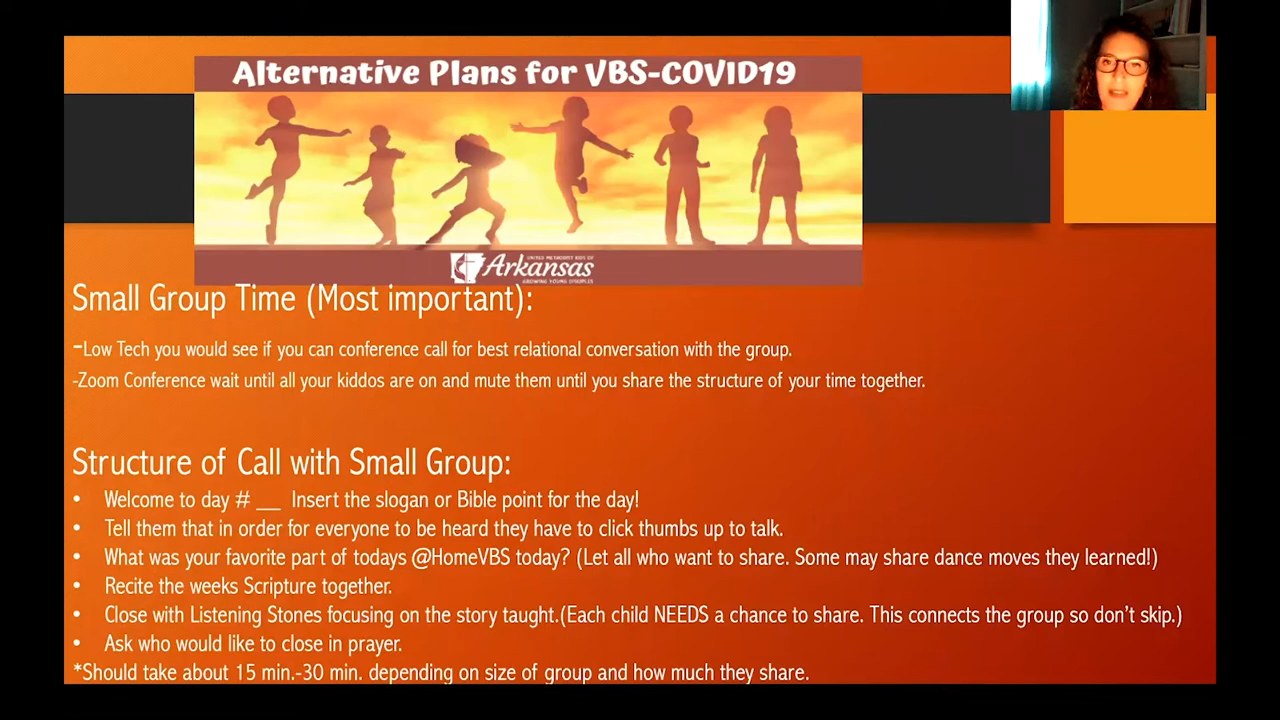 Alternative Plans for VBS-COVID19
UNITED METHODIST KIDS OF
Arkansas
GROWING YOUNG DISCIPLES
Small Group Time (Most important):
-Low Tech you would see if you can conference call for best relational conversation with the group.
-Zoom Conference wait until all your kiddos are on and mute them until you share the structure of your time together.
Structure of Call with Small Group:
• Welcome to day # __ Insert the slogan or Bible point for the day!
• Tell them that in order for everyone to be heard they have to click thumbs up to talk.
• What was your favorite part of todays @HomeVBS today? (Let all who want to share. Some may share dance moves they learned!)
• Recite the weeks Scripture together.
• Close with Listening Stones focusing on the story taught.(Each child NEEDS a chance to share. This connects the group so don't skip.)
• Ask who would like to close in prayer.
*Should take about 15 min.-30 min. depending on size of group and how much they share.